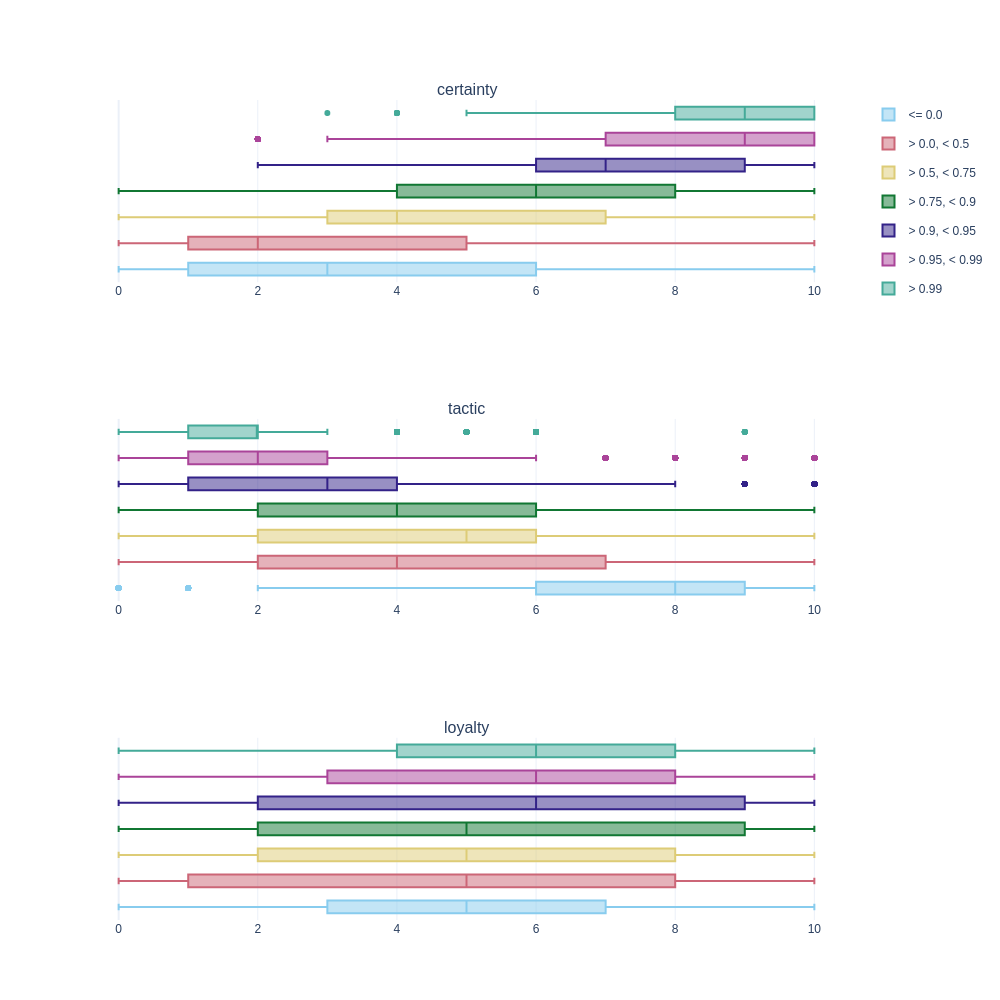 certainty
0 2 4 6 8 10
<= 0.0
> 0.0, < 0.5
> 0.5, < 0.75
> 0.75, < 0.9
> 0.9, < 0.95
> 0.95, < 0.99
> 0.99
tactic
0 2 4 6 8 10
loyalty
0 2 4 6 8 10